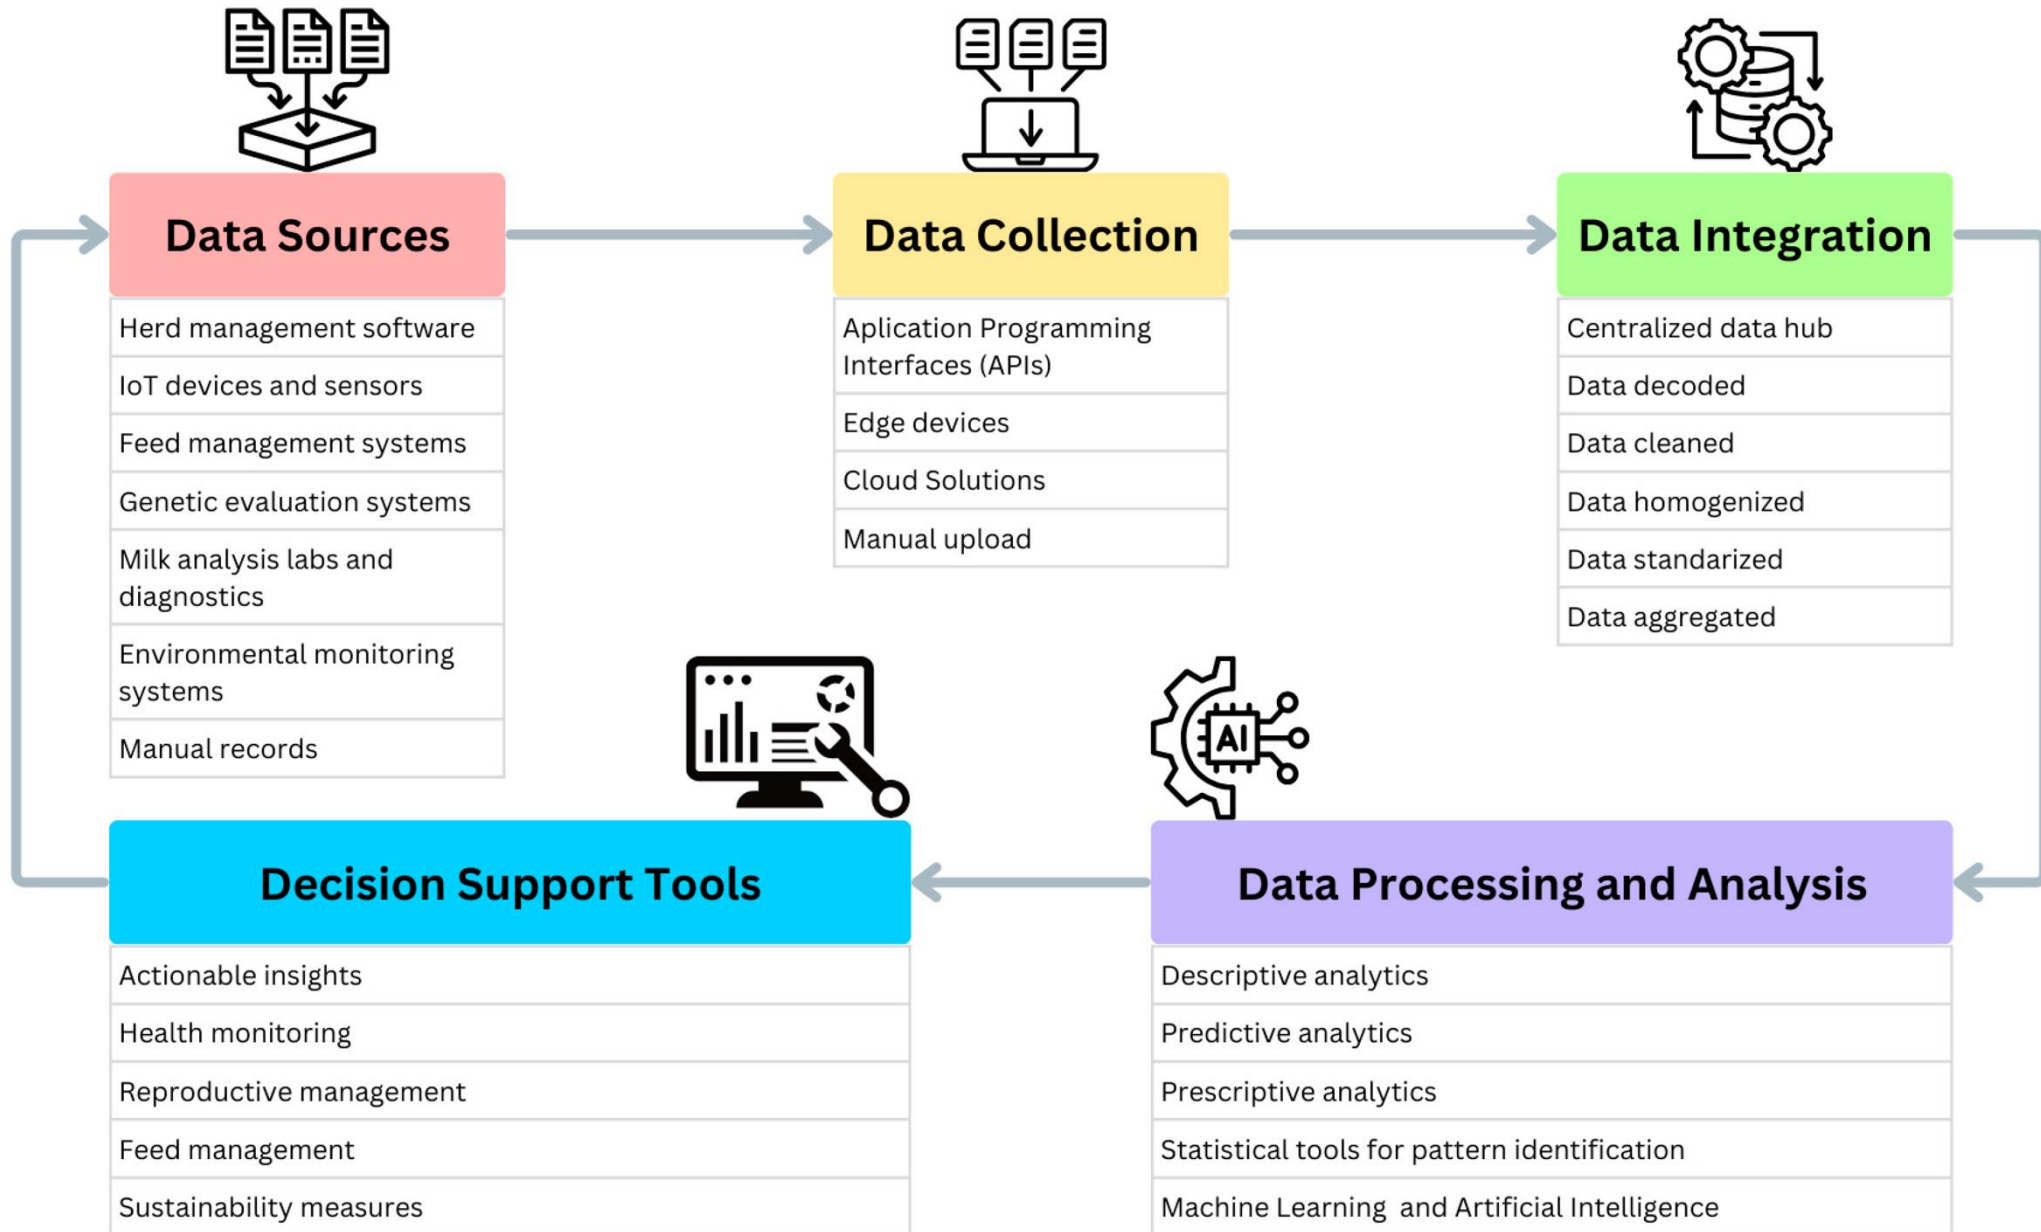 Data Sources
Herd management software
IoT devices and sensors
Feed management systems
Genetic evaluation systems
Milk analysis labs and
diagnostics
Environmental monitoring
systems
Manual records
Data Collection
Aplication Programming
Interfaces (APIs)
Edge devices
Cloud Solutions
Manual upload
Data Integration
Centralized data hub
Data decoded
Data cleaned
Data homogenized
Data standarized
Data aggregated
AI
Data Processing and Analysis
Descriptive analytics
Predictive analytics
Prescriptive analytics
Statistical tools for pattern identification
Machine Learning and Artificial Intelligence
Decision Support Tools
Actionable insights
Health monitoring
Reproductive management
Feed management
Sustainability measures